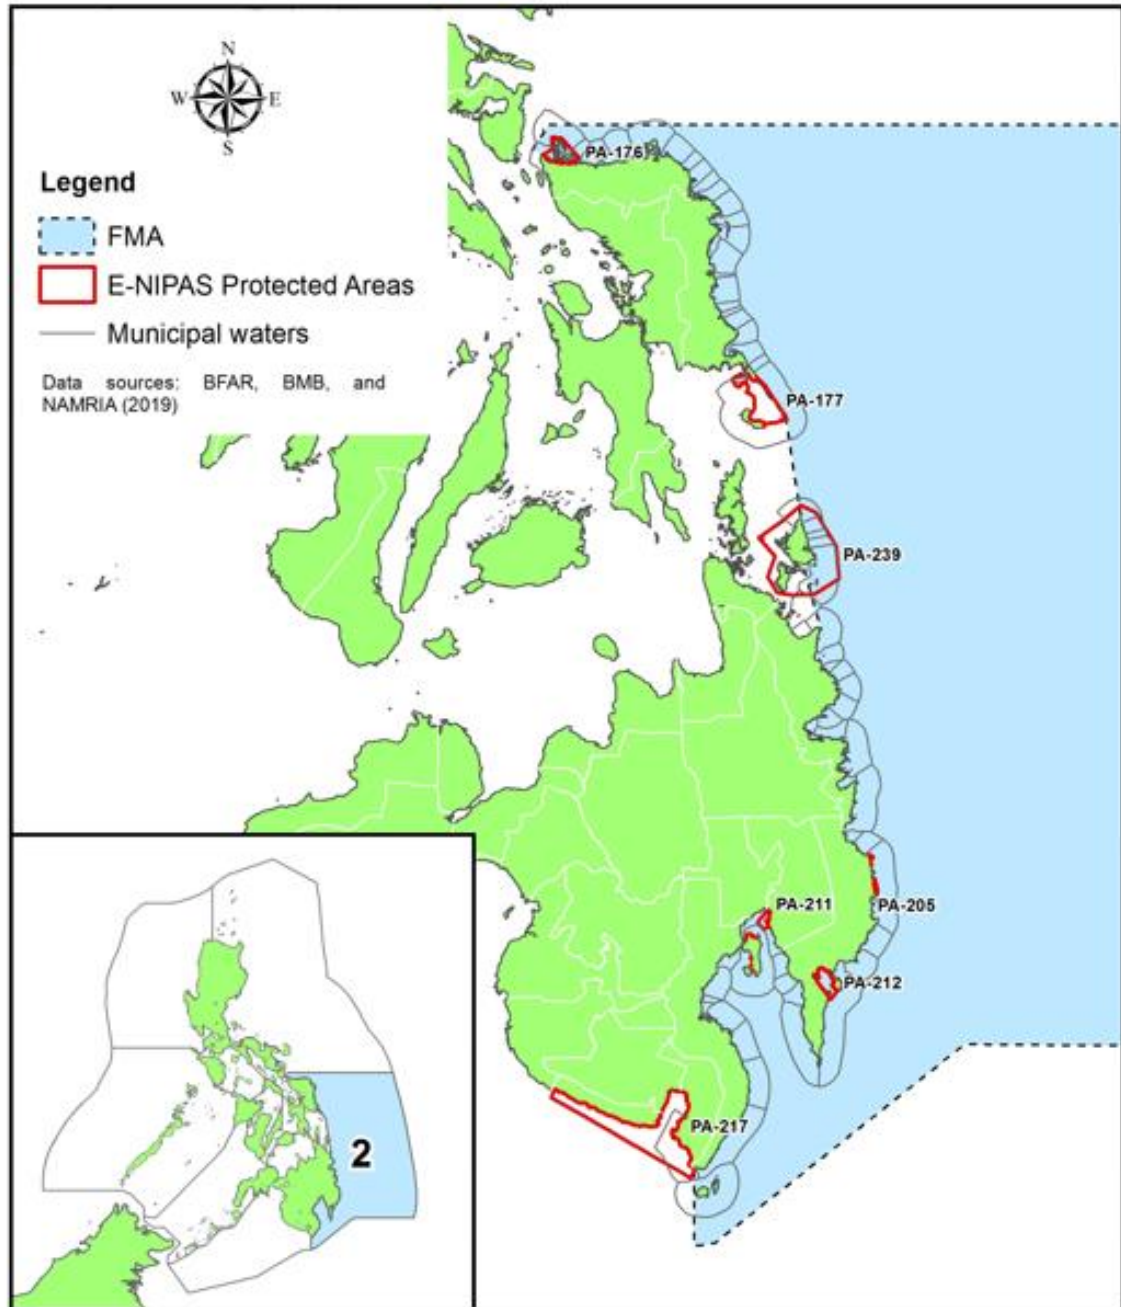 N
W E
S
Legend
FMA
E-NIPAS Protected Areas
Municipal waters
Data sources: BFAR, BMB, and
NAMRIA (2019)
PA-176
PA-177
PA-239
PA-205
PA-211
PA-212
PA-217
2